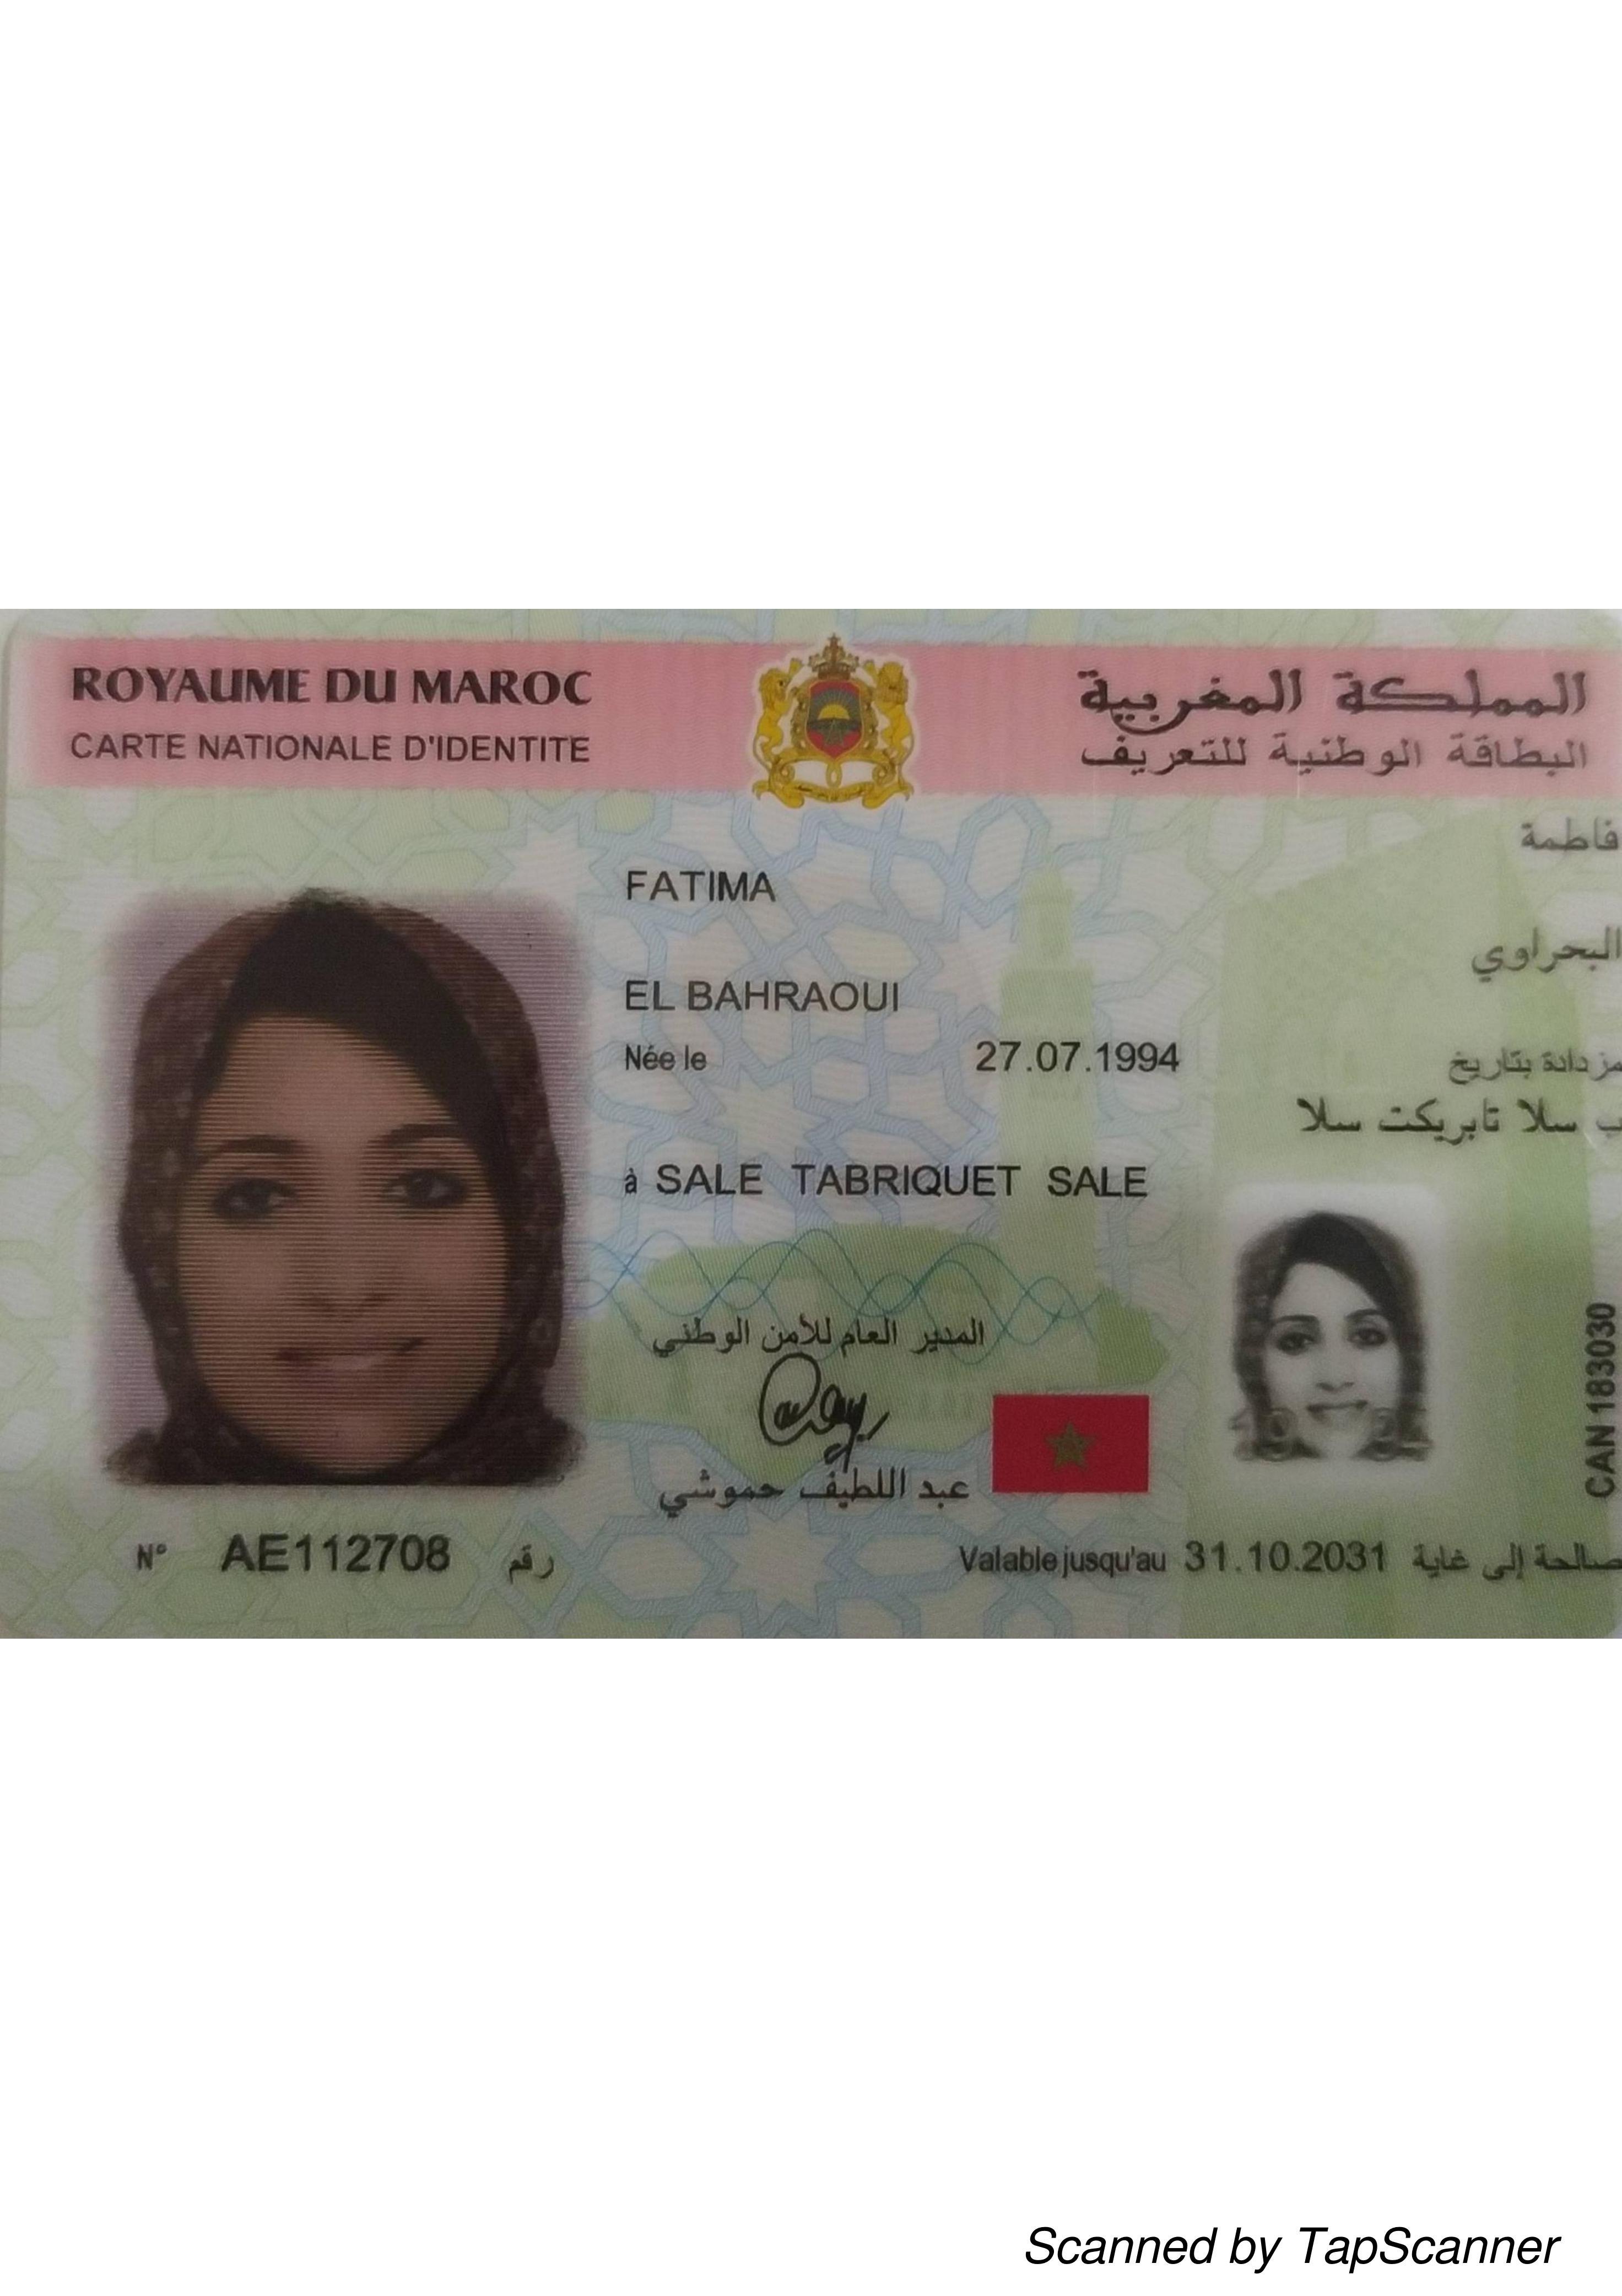 ROYAUME DU MAROC
المملكة المغربية
CARTE NATIONALE D'IDENTITE
البطاقة الوطنية للتعريف
فاطمة
FATIMA
البحراوي
EL BAHRAOUI
Née le 27.07.1994 مزدادة بتاريخ
ب سلا تابريكت سلا
à SALE TABRIQUET SALE
المدير العام للأمن الوطني
عبد اللطيف حموشي
CAN 183030
N° AE112708 رقم
Valable jusqu'au 31.10.2031 صالحة إلى غاية
Scanned by TapScanner